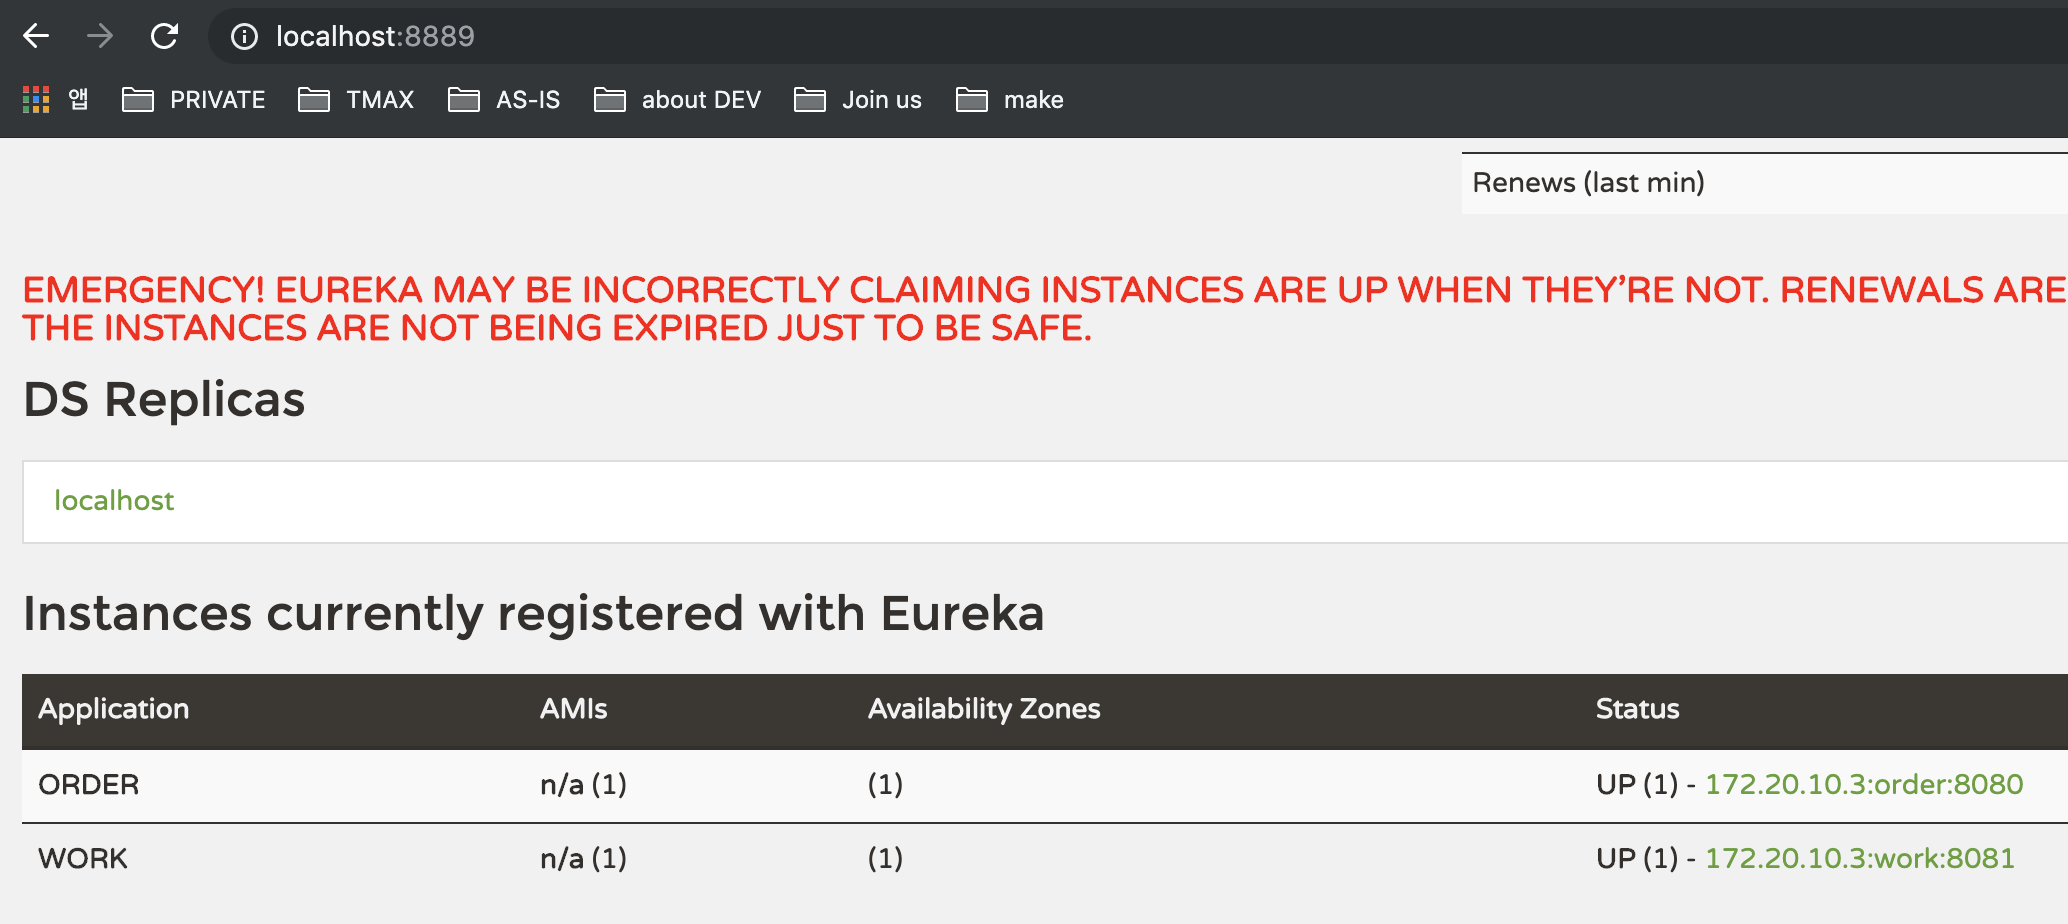 localhost:8889
앱 PRIVATE TMAX AS-IS about DEV Join us make
Renews (last min)
EMERGENCY! EUREKA MAY BE INCORRECTLY CLAIMING INSTANCES ARE UP WHEN THEY'RE NOT. RENEWALS ARE
THE INSTANCES ARE NOT BEING EXPIRED JUST TO BE SAFE.
DS Replicas
localhost
Instances currently registered with Eureka
Application AMIs Availability Zones Status
ORDER n/a (1) (1) UP (1) - 172.20.10.3:order:8080
WORK n/a (1) (1) UP (1) - 172.20.10.3:work:8081